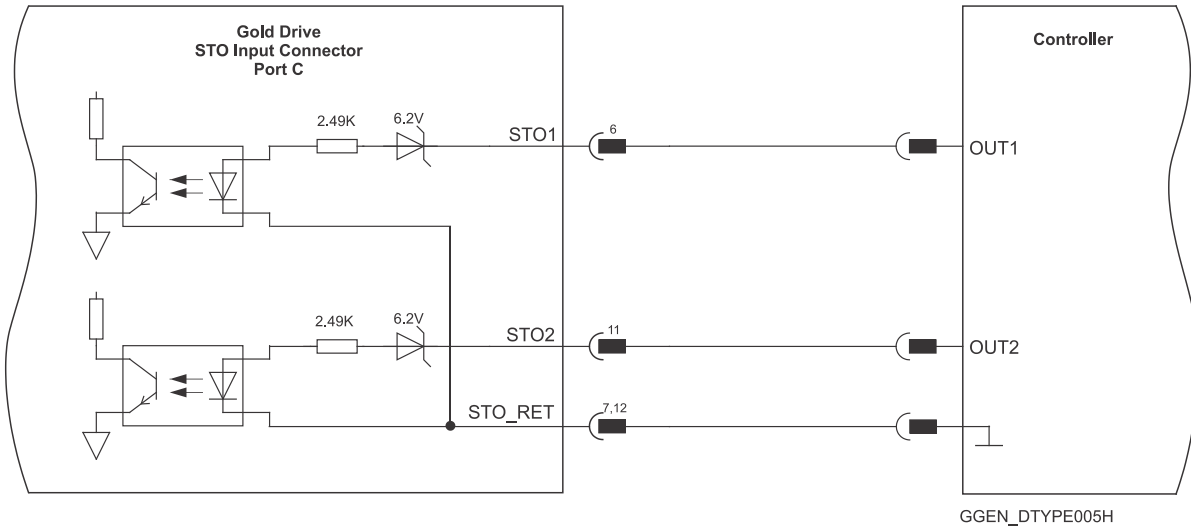 Gold Drive
STO Input Connector
Port C
Controller
2.49K
6.2V
STO1
6
OUT1
2.49K
6.2V
STO2
11
OUT2
STO_RET
7,12
GGEN_DTYPE005H